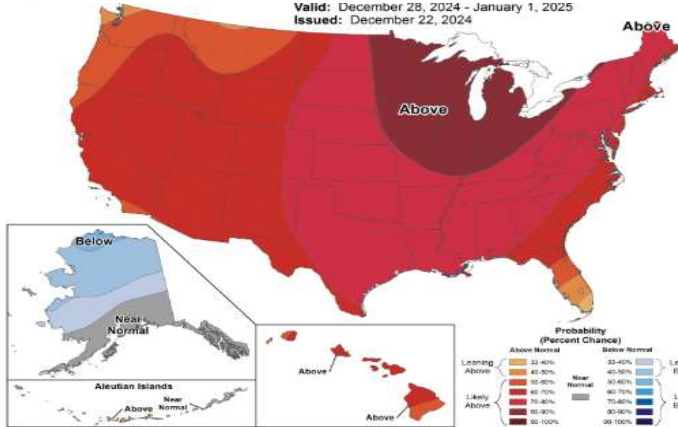 Valid: December 28, 2024 - January 1, 2025
Issued: December 22, 2024
Above
Above
Below
Near
Normal
Aleutian Islands
Above
Near
Normal
Above
Above
Probability
(Percent Chance)
Above Normal
Below Normal
Leaning
Above
33-40%
40-50%
Likely
Above
50-60%
60-70%
70-80%
80-90%
90-100%
Near
Normal
33-40%
40-50%
50-60%
60-70%
70-80%
80-90%
90-100%